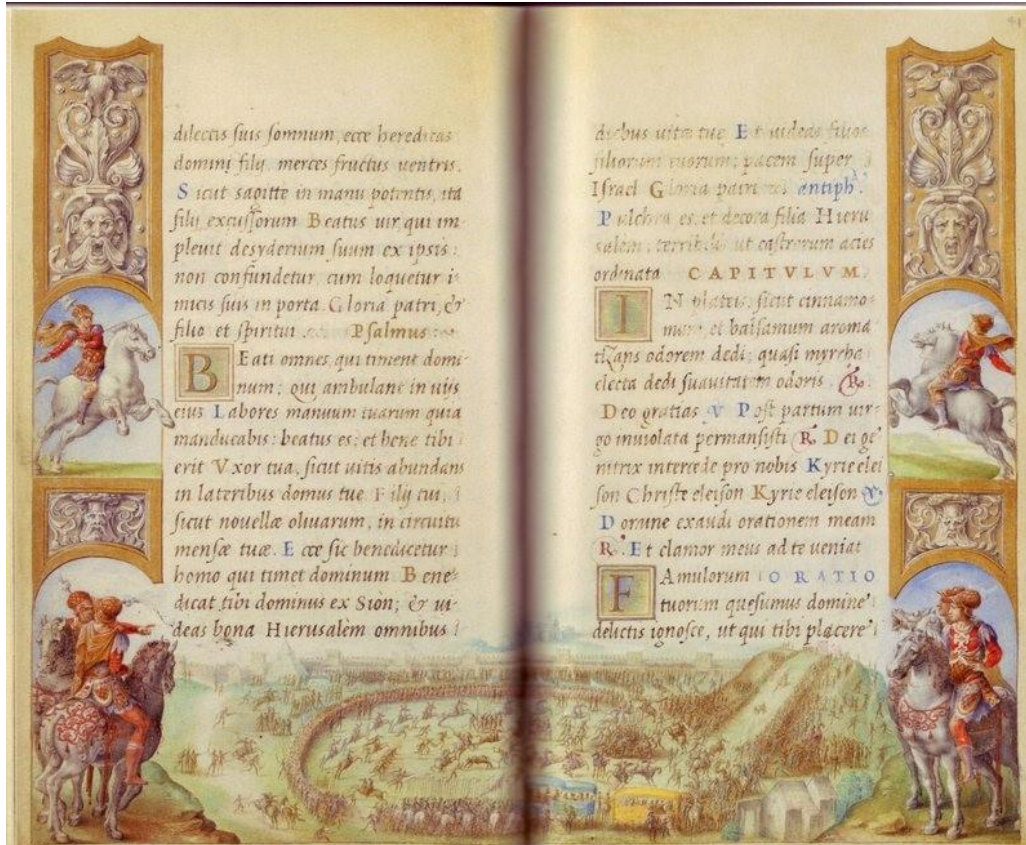 dilectis suis somnum, ecce hereditas
domini filij merces fructus uentris.
Sicut sagitte in manu potentis, ita
filij excussorum Beatus uir qui im
pleuit desyderium suum ex ipsis:
non confundetur, cum loquetur i-
micis suis in porta. Gloria patri, &
filio et spiritui Psalmus
BEati omnes qui timent domi-
num: qui ambulant in uijs
eius Labores manuum tuarum quia
manducabis: beatus es: et bene tibi
erit Vxor tua, sicut uitis abundans
in lateribus domus tue Filij tui,
sicut nouellæ oliuarum, in circuitu
mensæ tuæ. Ecce sic benedicetur
homo qui timet dominum Bene-
dicat tibi dominus ex Sion; & ui-
deas bona Hierusalem omnibus
91
diebus uitæ tue Et uideas filios
filiorum tuorum; pacem super
Israel Gloria patri antiph.
Pulchra es, et decora filia Hieru
salem, terribilis ut castrorum acies
ordinata CAPITVLVM.
IN plateis, sicut cinnamo-
mum, et balsamum aroma
tizans odorem dedi; quasi myrrha
electa dedi suauitatem odoris R.
Deo gratias V Post partum uir-
go inuiolata permansisti R Dei ge
nitrix intercede pro nobis Kyrie elei
son Christe eleison Kyrie eleison V.
Domine exaudi orationem meam
R. Et clamor meus ad te ueniat
FAmulorum ORATIO
tuorum quesumus domine
delictis ignosce, ut qui tibi placere